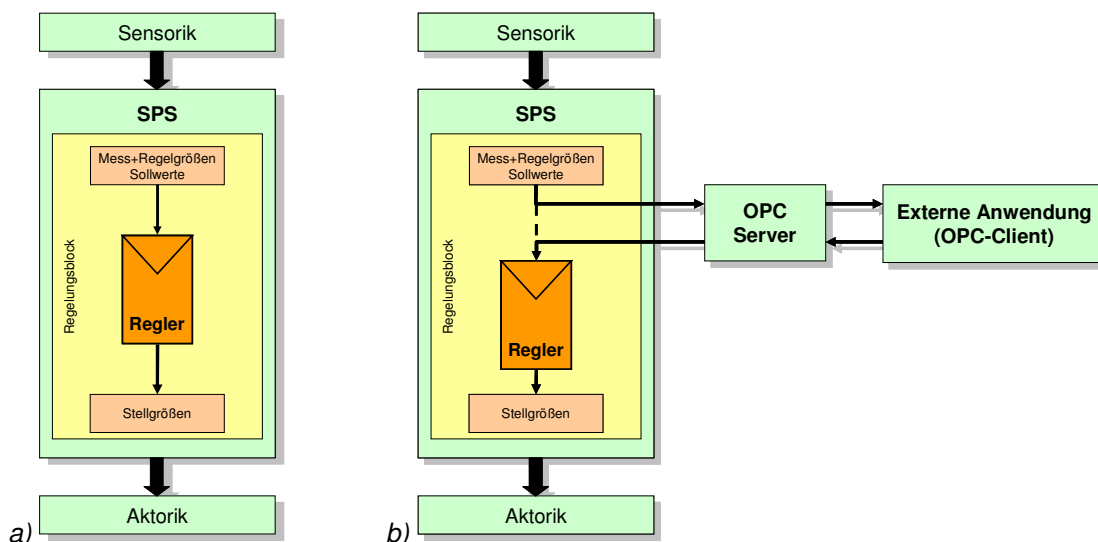 Sensorik
SPS
Mess+Regelgrößen
Sollwerte
Regelungsblock
Regler
Stellgrößen
Aktorik
a)
Sensorik
SPS
Mess+Regelgrößen
Sollwerte
Regelungsblock
Regler
Stellgrößen
Aktorik
b)
OPC
Server
Externe Anwendung
(OPC-Client)